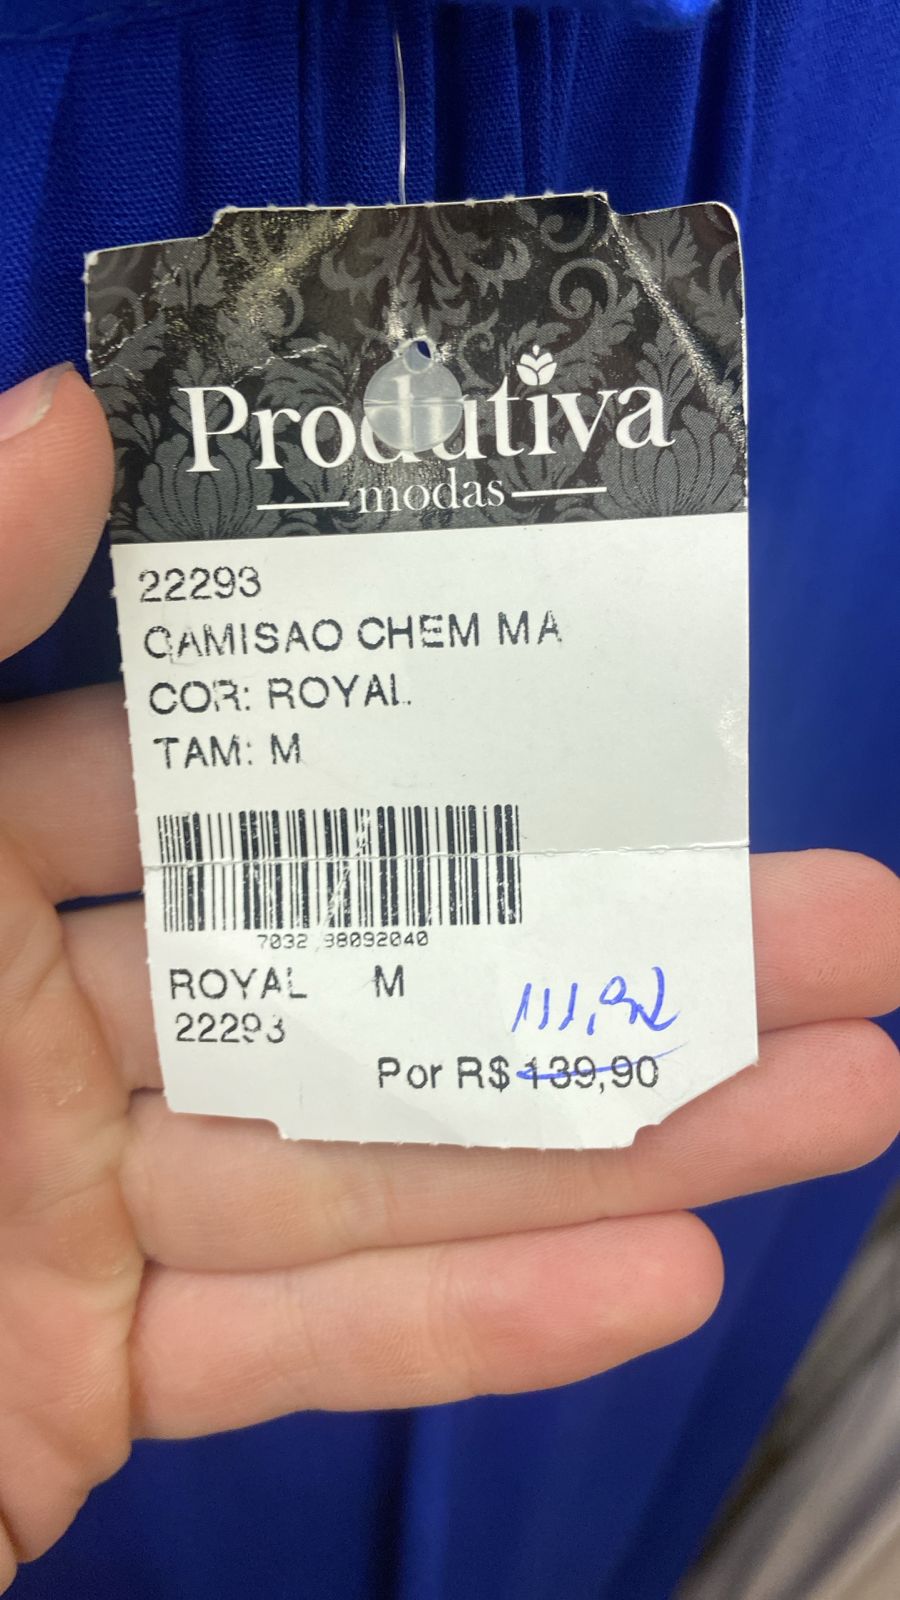 Produtiva
modas
22293
CAMISAO CHEM MA
COR: ROYAL
TAM: M
ROYAL M
22293
111,92
Por R$ 139,90